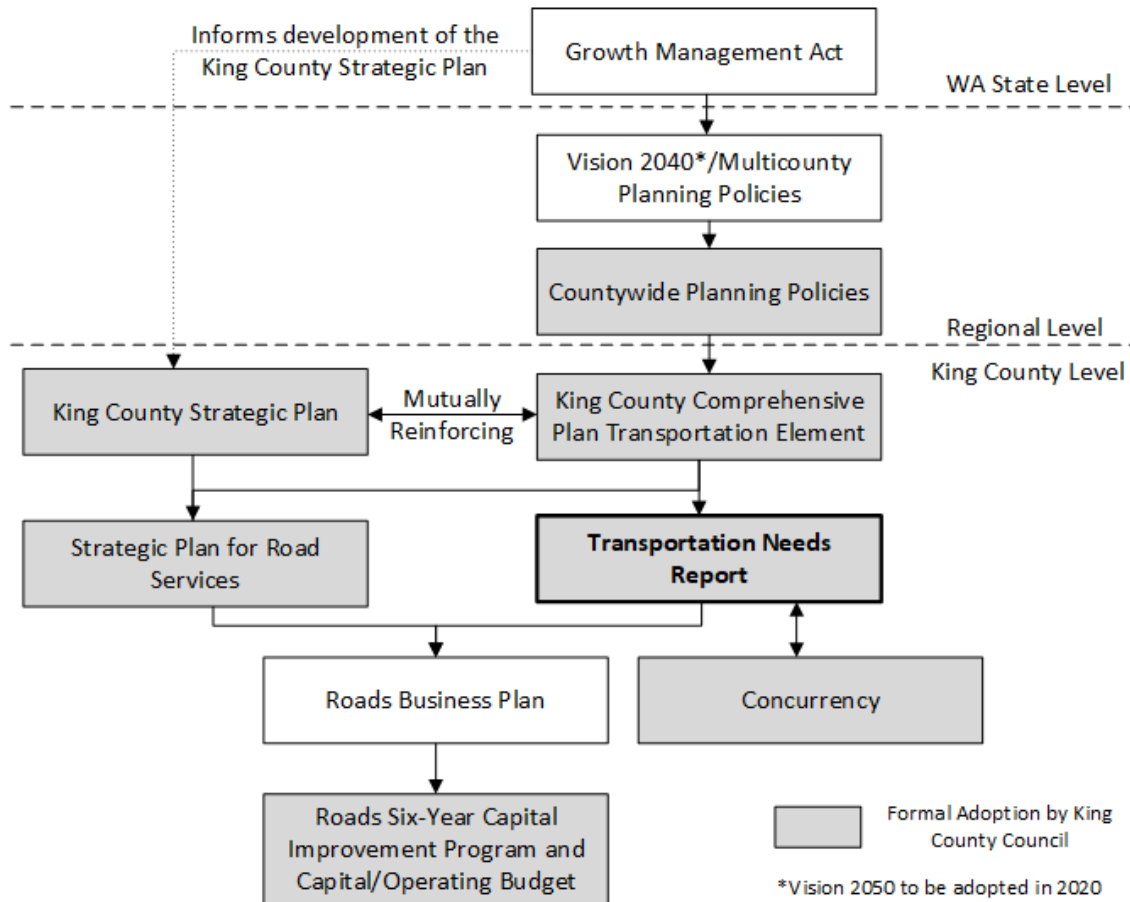 Informs development of the
King County Strategic Plan
Growth Management Act
WA State Level
Vision 2040*/Multicounty
Planning Policies
Countywide Planning Policies
Regional Level
King County Level
King County Strategic Plan
Mutually
Reinforcing
King County Comprehensive
Plan Transportation Element
Strategic Plan for Road
Services
Transportation Needs
Report
Roads Business Plan
Concurrency
Roads Six-Year Capital
Improvement Program and
Capital/Operating Budget
Formal Adoption by King
County Council
*Vision 2050 to be adopted in 2020